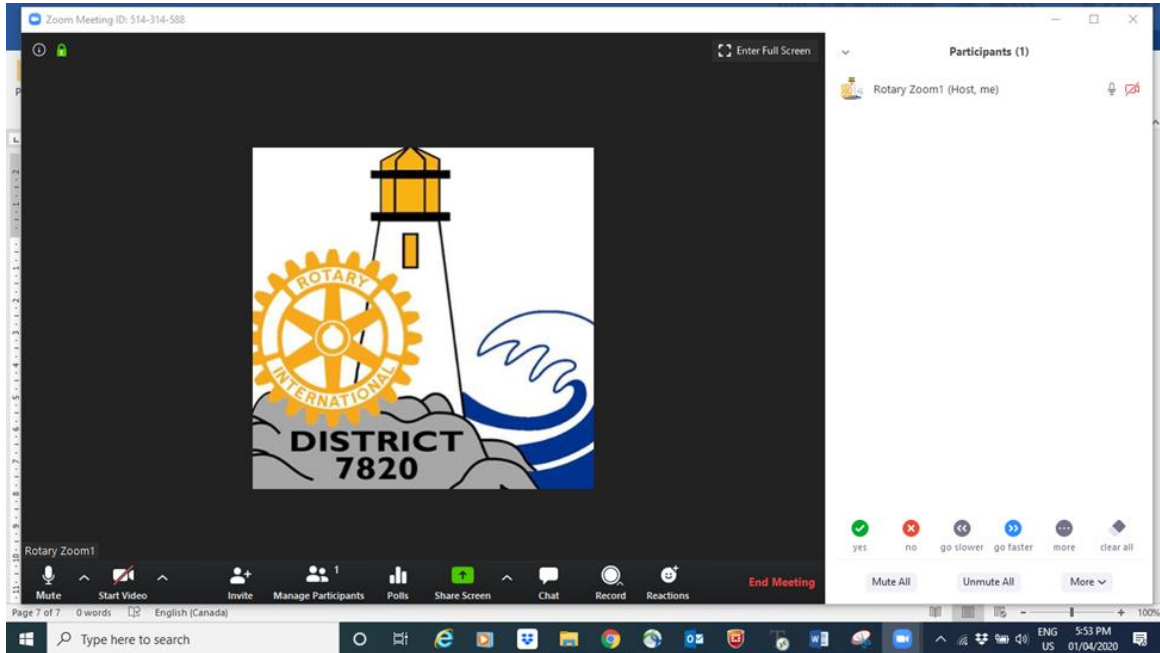 Zoom Meeting ID: 514-314-588
Enter Full Screen
Participants (1)
Rotary Zoom1 (Host, me)
ROTARY
INTERNATIONAL
DISTRICT
7820
Rotary Zoom1
yes no go slower go faster more clear all
Mute Start Video Invite Manage Participants 1 Polls Share Screen Chat Record Reactions End Meeting
Mute All Unmute All More
Page 7 of 7 0 words English (Canada) 100%
Type here to search
ENG 5:53 PM
US 01/04/2020